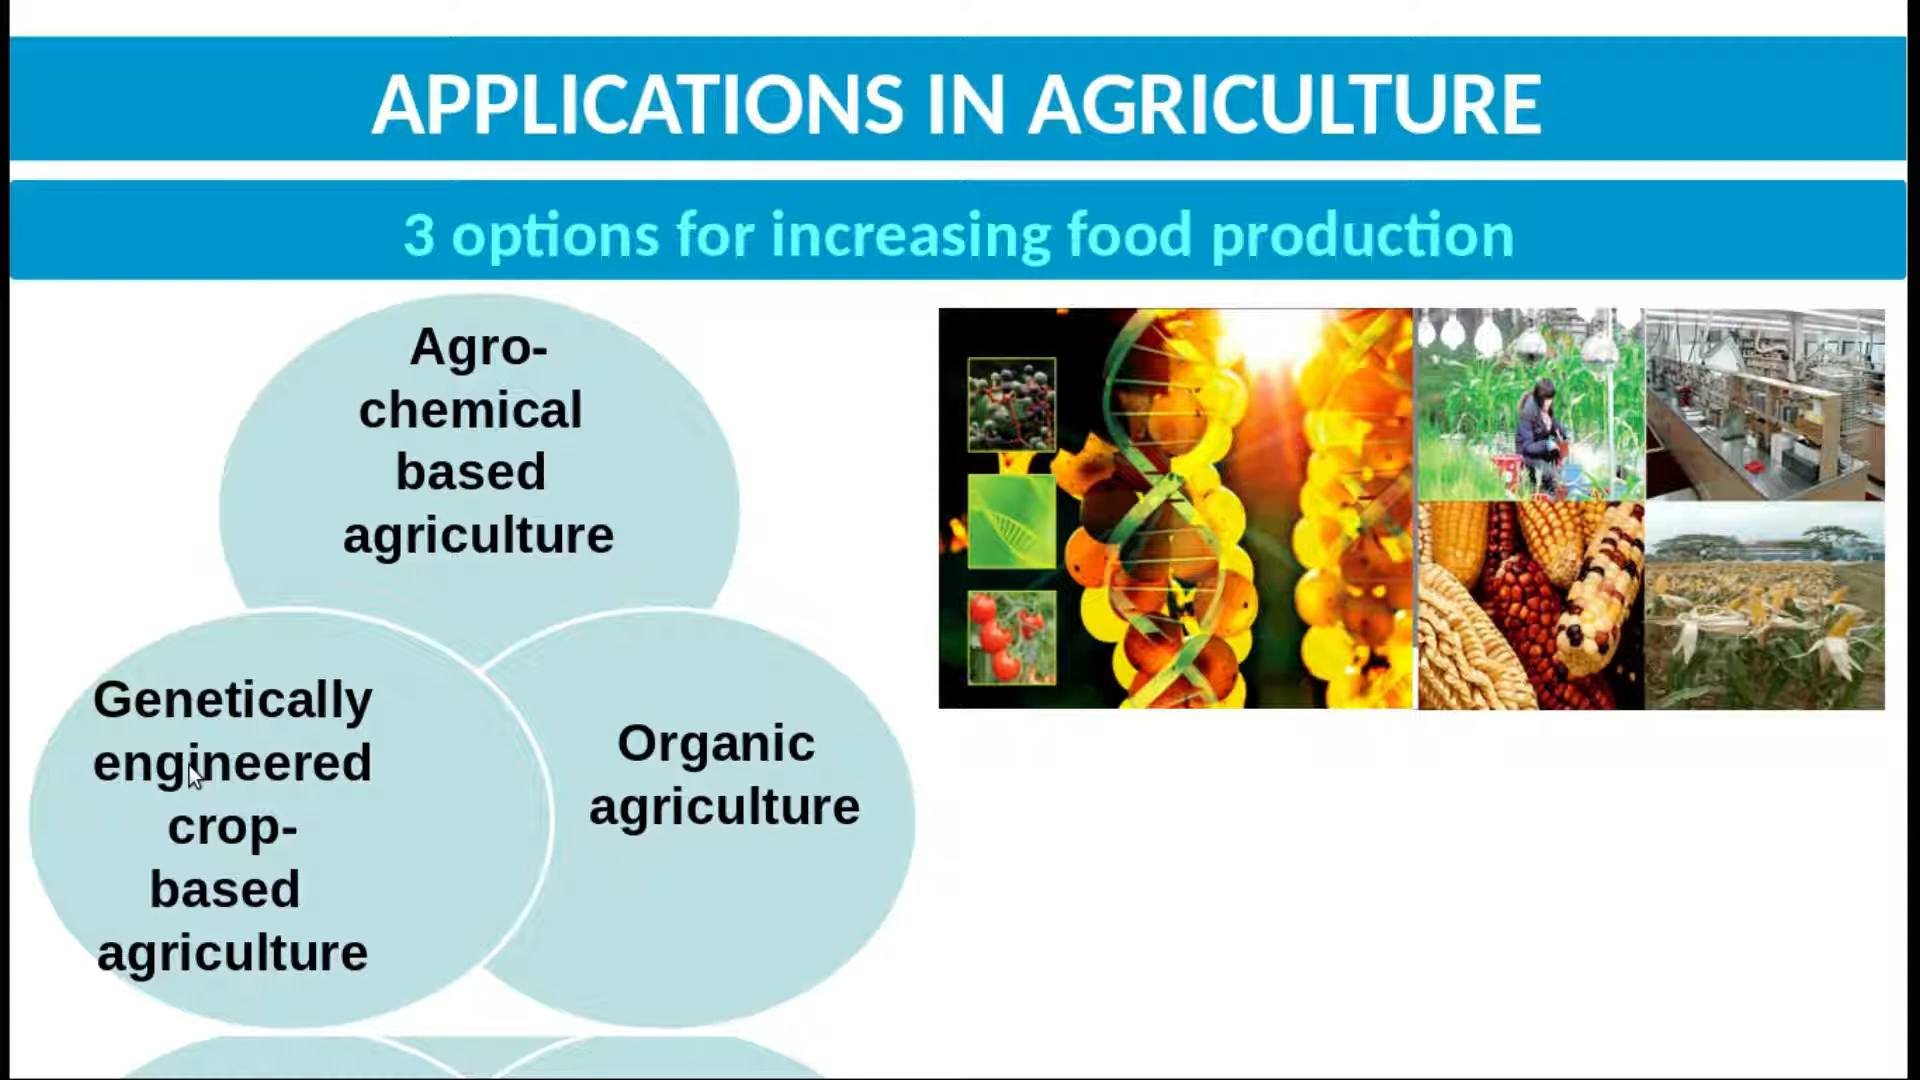 APPLICATIONS IN AGRICULTURE
3 options for increasing food production
Agro-
chemical
based
agriculture
Genetically
engineered
crop-
based
agriculture
Organic
agriculture